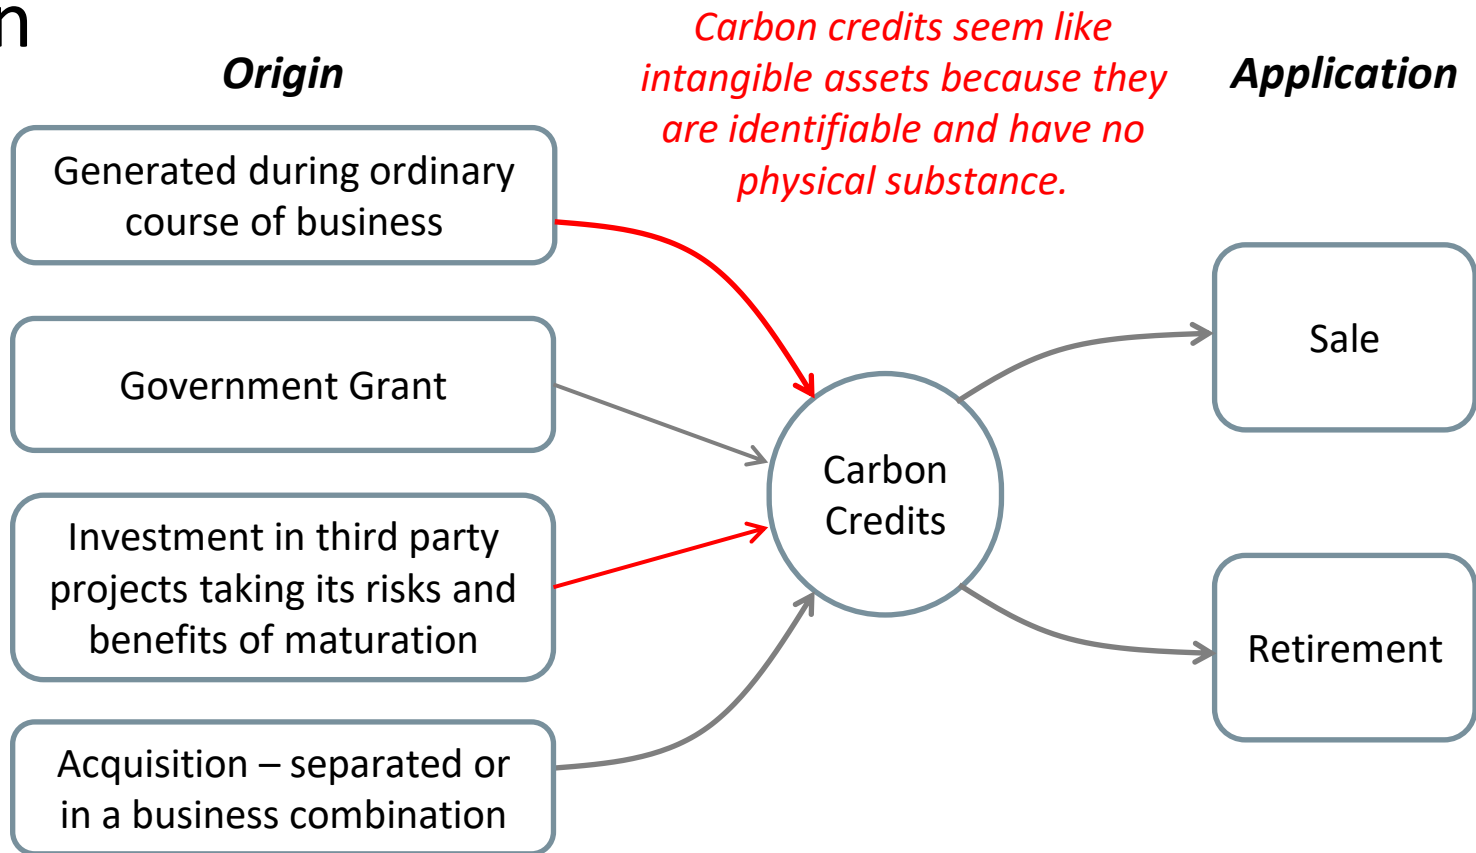 n
Origin
Carbon credits seem like
intangible assets because they
are identifiable and have no
physical substance.
Application
Generated during ordinary
course of business
Government Grant
Investment in third party
projects taking its risks and
benefits of maturation
Acquisition – separated or
in a business combination
Carbon
Credits
Sale
Retirement